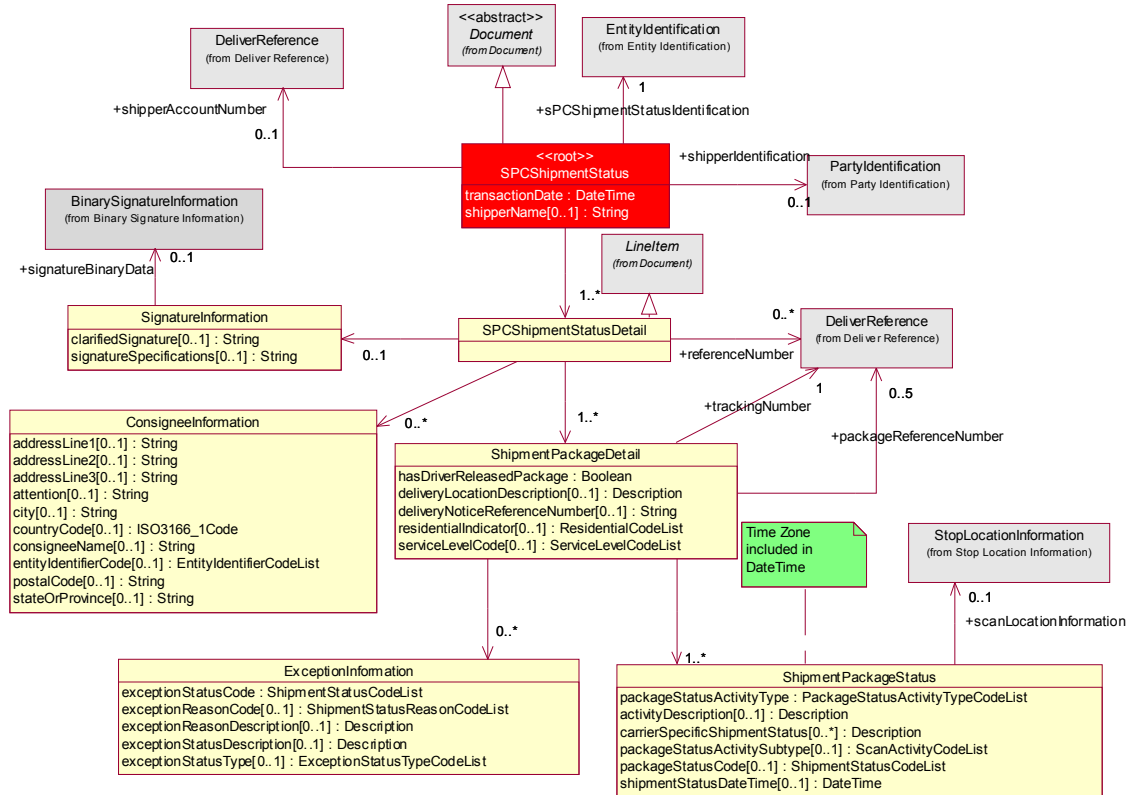 <<abstract>>
Document
(from Document)
EntityIdentification
(from Entity Identification)
DeliverReference
(from Deliver Reference)
+shipperAccountNumber
0..1
1
+sPCShipmentStatusIdentification
<<root>>
SPCShipmentStatus
transactionDate : DateTime
shipperName[0..1] : String
+shipperIdentification
0..1
PartyIdentification
(from Party Identification)
BinarySignatureInformation
(from Binary Signature Information)
0..1
+signatureBinaryData
LineItem
(from Document)
1..*
SignatureInformation
clarifiedSignature[0..1] : String
signatureSpecifications[0..1] : String
0..1
SPCShipmentStatusDetail
0..*
+referenceNumber
DeliverReference
(from Deliver Reference)
1
+trackingNumber
0..5
+packageReferenceNumber
0..*
1..*
ConsigneeInformation
addressLine1[0..1] : String
addressLine2[0..1] : String
addressLine3[0..1] : String
attention[0..1] : String
city[0..1] : String
countryCode[0..1] : ISO3166_1Code
consigneeName[0..1] : String
entityIdentifierCode[0..1] : EntityIdentifierCodeList
postalCode[0..1] : String
stateOrProvince[0..1] : String
ShipmentPackageDetail
hasDriverReleasedPackage : Boolean
deliveryLocationDescription[0..1] : Description
deliveryNoticeReferenceNumber[0..1] : String
residentialIndicator[0..1] : ResidentialCodeList
serviceLevelCode[0..1] : ServiceLevelCodeList
Time Zone
included in
DateTime
StopLocationInformation
(from Stop Location Information)
0..1
+scanLocationInformation
0..*
1..*
ExceptionInformation
exceptionStatusCode : ShipmentStatusCodeList
exceptionReasonCode[0..1] : ShipmentStatusReasonCodeList
exceptionReasonDescription[0..1] : Description
exceptionStatusDescription[0..1] : Description
exceptionStatusType[0..1] : ExceptionStatusTypeCodeList
ShipmentPackageStatus
packageStatusActivityType : PackageStatusActivityTypeCodeList
activityDescription[0..1] : Description
carrierSpecificShipmentStatus[0..*] : Description
packageStatusActivitySubtype[0..1] : ScanActivityCodeList
packageStatusCode[0..1] : ShipmentStatusCodeList
shipmentStatusDateTime[0..1] : DateTime